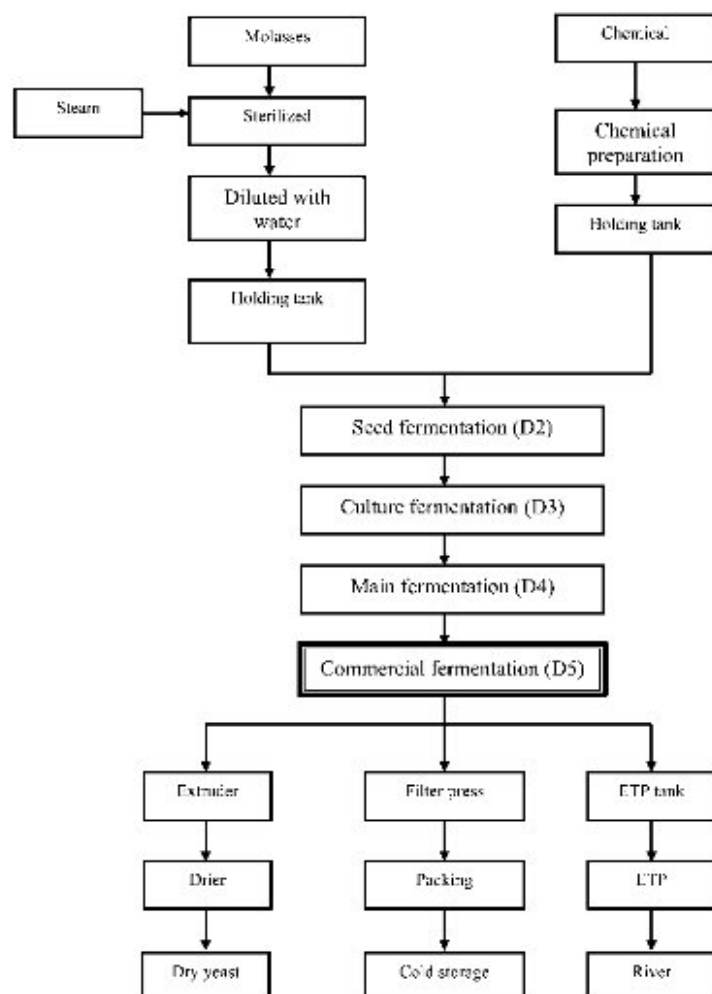 Molasses
Chemical
Steam
Sterilized
Chemical
preparation
Diluted with
water
Holding tank
Holding tank
Seed fermentation (D2)
Culture fermentation (D3)
Main fermentation (D4)
Commercial fermentation (D5)
Extruder
Filter press
ETP tank
Drier
Packing
ETP
Dry yeast
Cold storage
River